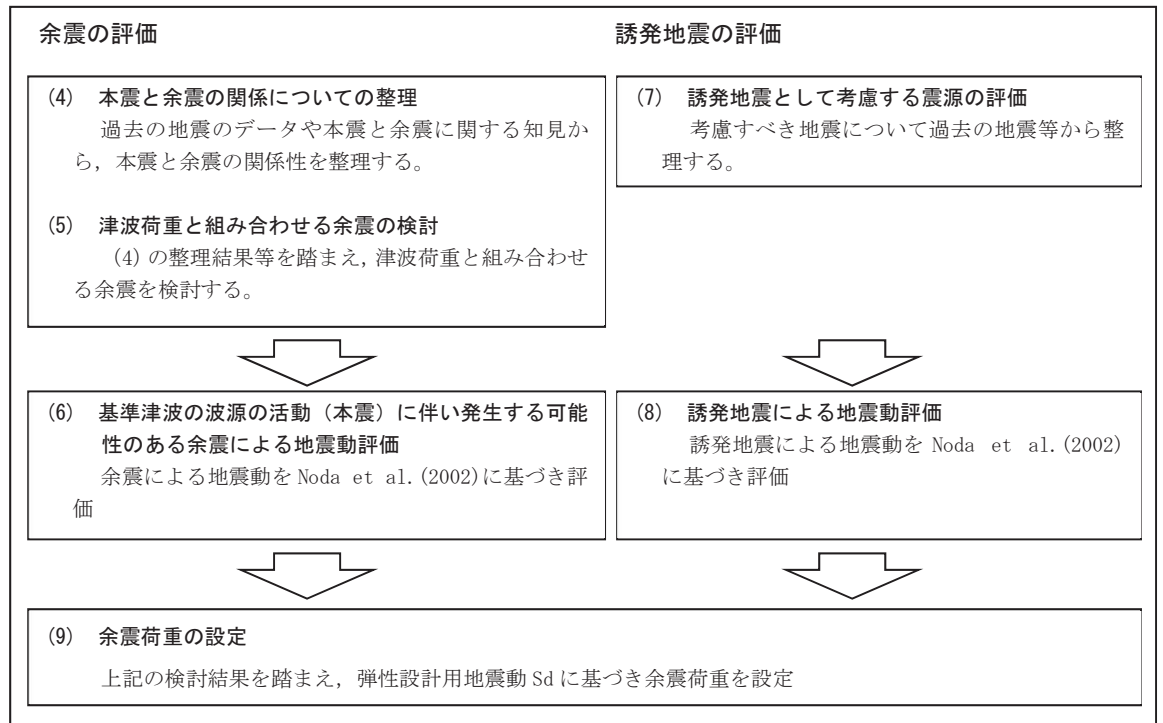 余震の評価
(4) 本震と余震の関係についての整理
過去の地震のデータや本震と余震に関する知見か
ら，本震と余震の関係性を整理する。
(5) 津波荷重と組み合わせる余震の検討
(4)の整理結果等を踏まえ，津波荷重と組み合わせ
る余震を検討する。
(6) 基準津波の波源の活動（本震）に伴い発生する可能
性のある余震による地震動評価
余震による地震動を Noda et al.(2002)に基づき評
価
誘発地震の評価
(7) 誘発地震として考慮する震源の評価
考慮すべき地震について過去の地震等から整
理する。
(8) 誘発地震による地震動評価
誘発地震による地震動を Noda et al.(2002)
に基づき評価
(9) 余震荷重の設定
上記の検討結果を踏まえ，弾性設計用地震動 Sd に基づき余震荷重を設定